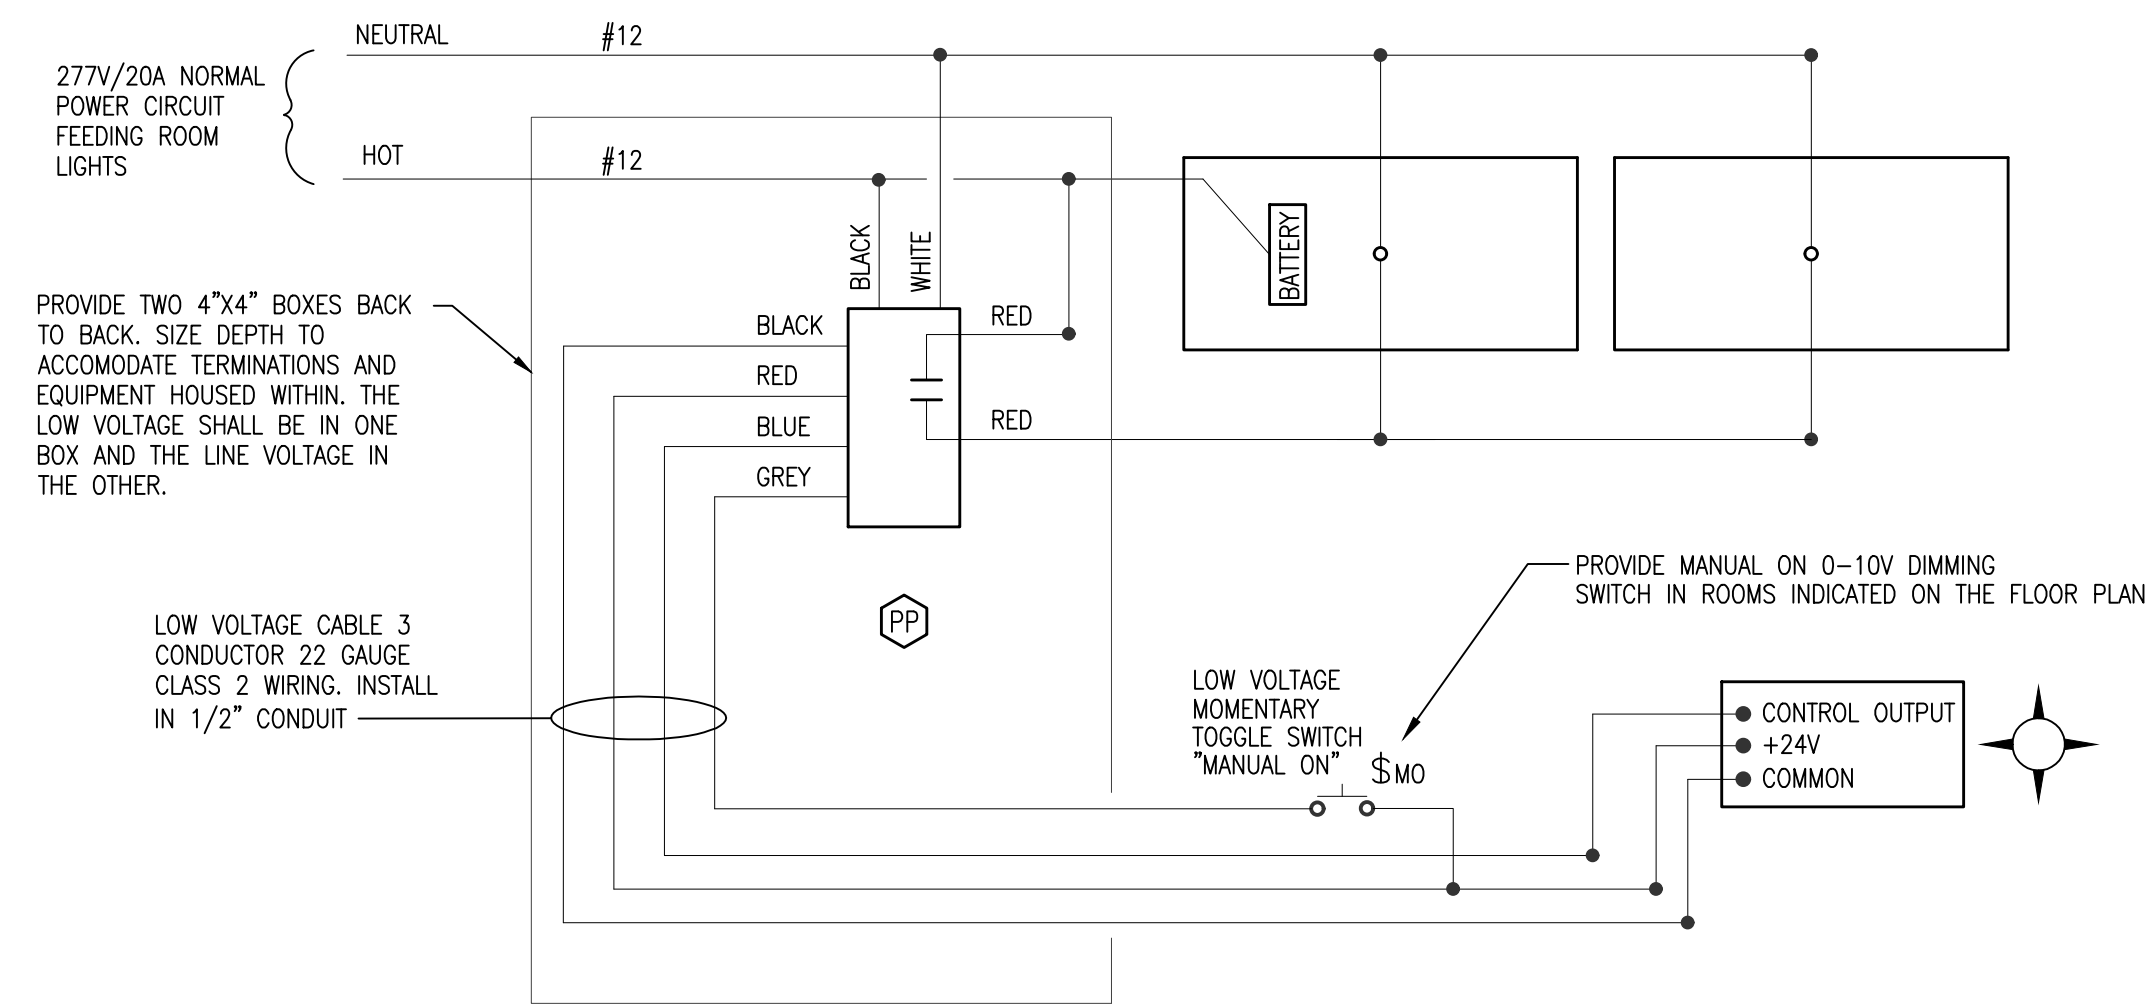 NEUTRAL
#12
277V/20A NORMAL
POWER CIRCUIT
FEEDING ROOM
LIGHTS
HOT
#12
BLACK
WHITE
BATTERY
PROVIDE TWO 4”X4” BOXES BACK
TO BACK. SIZE DEPTH TO
ACCOMODATE TERMINATIONS AND
EQUIPMENT HOUSED WITHIN. THE
LOW VOLTAGE SHALL BE IN ONE
BOX AND THE LINE VOLTAGE IN
THE OTHER.
BLACK
RED
BLUE
GREY
RED
RED
PP
PROVIDE MANUAL ON 0-10V DIMMING
SWITCH IN ROOMS INDICATED ON THE FLOOR PLAN
LOW VOLTAGE CABLE 3
CONDUCTOR 22 GAUGE
CLASS 2 WIRING. INSTALL
IN 1/2” CONDUIT
LOW VOLTAGE
MOMENTARY
TOGGLE SWITCH
”MANUAL ON”
$MO
CONTROL OUTPUT
+24V
COMMON